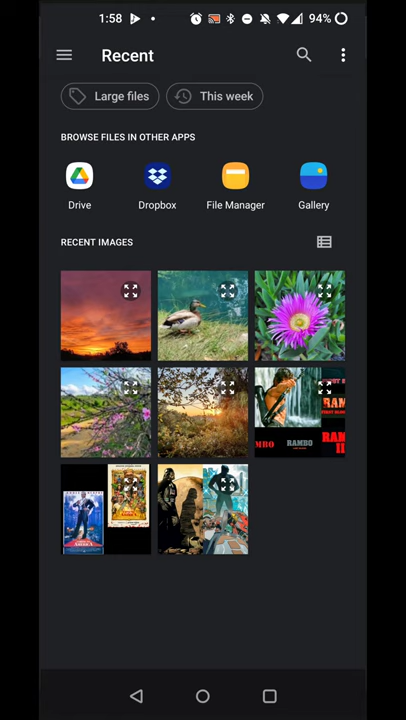 1:58 94%
Recent
Large files This week
BROWSE FILES IN OTHER APPS
Drive Dropbox File Manager Gallery
RECENT IMAGES
RAMBO